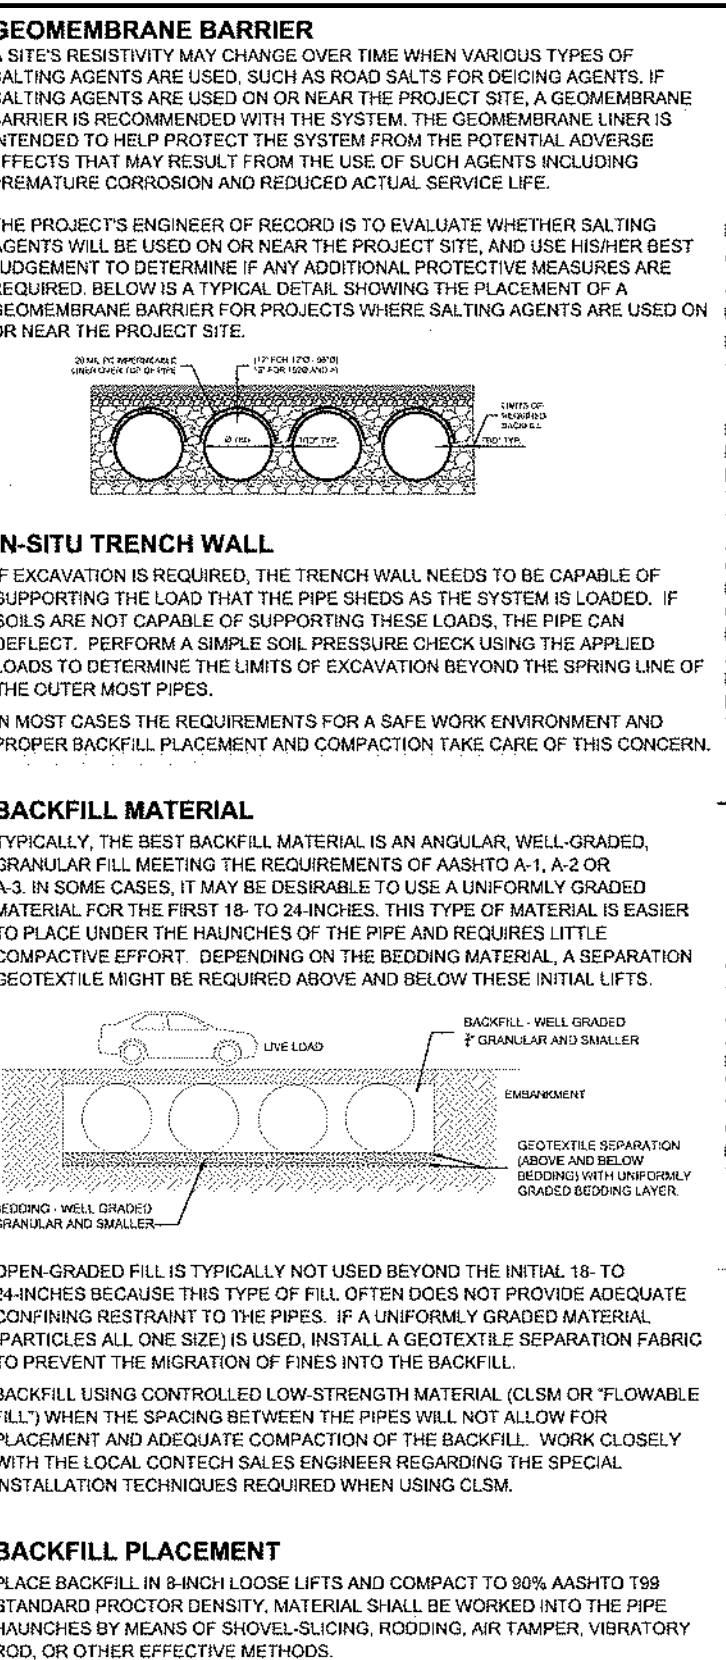 GEOMEMBRANE BARRIER
A SITE'S RESISTIVITY MAY CHANGE OVER TIME WHEN VARIOUS TYPES OF
SALTING AGENTS ARE USED, SUCH AS ROAD SALTS FOR DEICING AGENTS. IF
SALTING AGENTS ARE USED ON OR NEAR THE PROJECT SITE, A GEOMEMBRANE
BARRIER IS RECOMMENDED WITH THE SYSTEM. THE GEOMEMBRANE LINER IS
INTENDED TO HELP PROTECT THE SYSTEM FROM THE POTENTIAL ADVERSE
EFFECTS THAT MAY RESULT FROM THE USE OF SUCH AGENTS INCLUDING
PREMATURE CORROSION AND REDUCED ACTUAL SERVICE LIFE.
THE PROJECT'S ENGINEER OF RECORD IS TO EVALUATE WHETHER SALTING
AGENTS WILL BE USED ON OR NEAR THE PROJECT SITE, AND USE HIS/HER BEST
JUDGEMENT TO DETERMINE IF ANY ADDITIONAL PROTECTIVE MEASURES ARE
REQUIRED. BELOW IS A TYPICAL DETAIL SHOWING THE PLACEMENT OF A
GEOMEMBRANE BARRIER FOR PROJECTS WHERE SALTING AGENTS ARE USED ON
OR NEAR THE PROJECT SITE.
20 MIL PE IMPERMEABLE
LINER OVER TOP OF PIPE
LIMITS OF
REQUIRED
BACKFILL
"TBD" TYP.
"TBD" TYP.
IN-SITU TRENCH WALL
IF EXCAVATION IS REQUIRED, THE TRENCH WALL NEEDS TO BE CAPABLE OF
SUPPORTING THE LOAD THAT THE PIPE SHEDS AS THE SYSTEM IS LOADED. IF
SOILS ARE NOT CAPABLE OF SUPPORTING THESE LOADS, THE PIPE CAN
DEFLECT. PERFORM A SIMPLE SOIL PRESSURE CHECK USING THE APPLIED
LOADS TO DETERMINE THE LIMITS OF EXCAVATION BEYOND THE SPRING LINE OF
THE OUTER MOST PIPES.
IN MOST CASES THE REQUIREMENTS FOR A SAFE WORK ENVIRONMENT AND
PROPER BACKFILL PLACEMENT AND COMPACTION TAKE CARE OF THIS CONCERN.
BACKFILL MATERIAL
TYPICALLY, THE BEST BACKFILL MATERIAL IS AN ANGULAR, WELL-GRADED,
GRANULAR FILL MEETING THE REQUIREMENTS OF AASHTO A-1, A-2 OR
A-3. IN SOME CASES, IT MAY BE DESIRABLE TO USE A UNIFORMLY GRADED
MATERIAL FOR THE FIRST 18- TO 24-INCHES. THIS TYPE OF MATERIAL IS EASIER
TO PLACE UNDER THE HAUNCHES OF THE PIPE AND REQUIRES LITTLE
COMPACTIVE EFFORT. DEPENDING ON THE BEDDING MATERIAL, A SEPARATION
GEOTEXTILE MIGHT BE REQUIRED ABOVE AND BELOW THESE INITIAL LIFTS.
LIVE LOAD
BACKFILL - WELL GRADED
¾" GRANULAR AND SMALLER
EMBANKMENT
GEOTEXTILE SEPARATION
(ABOVE AND BELOW
BEDDING) WITH UNIFORMLY
GRADED BEDDING LAYER.
BEDDING - WELL GRADED
GRANULAR AND SMALLER
OPEN-GRADED FILL IS TYPICALLY NOT USED BEYOND THE INITIAL 18- TO
24-INCHES BECAUSE THIS TYPE OF FILL OFTEN DOES NOT PROVIDE ADEQUATE
CONFINING RESTRAINT TO THE PIPES. IF A UNIFORMLY GRADED MATERIAL
(PARTICLES ALL ONE SIZE) IS USED, INSTALL A GEOTEXTILE SEPARATION FABRIC
TO PREVENT THE MIGRATION OF FINES INTO THE BACKFILL.
BACKFILL USING CONTROLLED LOW-STRENGTH MATERIAL (CLSM OR "FLOWABLE
FILL") WHEN THE SPACING BETWEEN THE PIPES WILL NOT ALLOW FOR
PLACEMENT AND ADEQUATE COMPACTION OF THE BACKFILL. WORK CLOSELY
WITH THE LOCAL CONTECH SALES ENGINEER REGARDING THE SPECIAL
INSTALLATION TECHNIQUES REQUIRED WHEN USING CLSM.
BACKFILL PLACEMENT
PLACE BACKFILL IN 8-INCH LOOSE LIFTS AND COMPACT TO 90% AASHTO T99
STANDARD PROCTOR DENSITY. MATERIAL SHALL BE WORKED INTO THE PIPE
HAUNCHES BY MEANS OF SHOVEL-SLICING, RODDING, AIR TAMPER, VIBRATORY
ROD, OR OTHER EFFECTIVE METHODS.